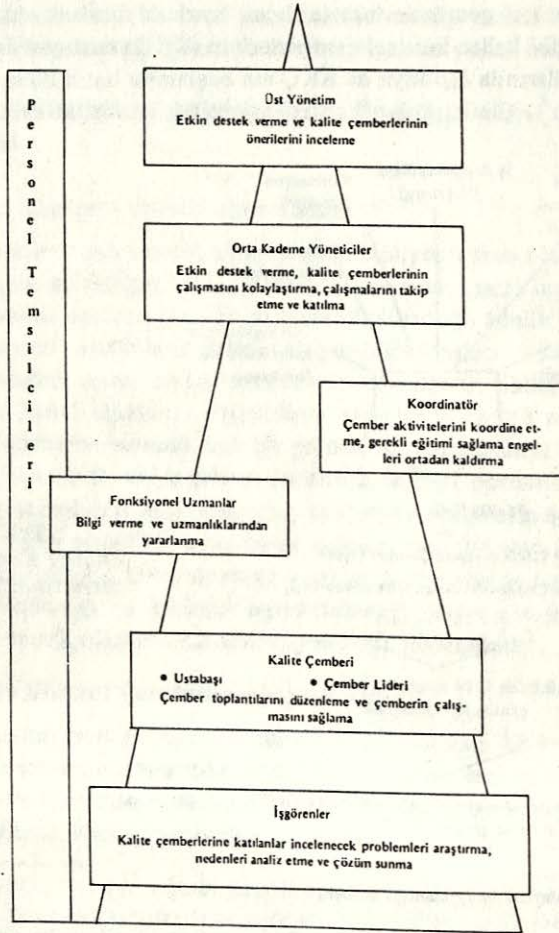 Personel Temsilcileri
Üst Yönetim
Etkin destek verme ve kalite çemberlerinin
önerilerini inceleme
Orta Kademe Yöneticiler
Etkin destek verme, kalite çemberlerinin
çalışmasını kolaylaştırma, çalışmalarını takip
etme ve katılma
Koordinatör
Çember aktivitelerini koordine et-
me, gerekli eğitimi sağlama engel-
leri ortadan kaldırma
Fonksiyonel Uzmanlar
Bilgi verme ve uzmanlıklarından
yararlanma
Kalite Çemberi
• Ustabaşı • Çember Lideri
Çember toplantılarını düzenleme ve çemberin çalış-
masını sağlama
İşgörenler
Kalite çemberlerine katılanlar incelenecek problemleri araştırma,
nedenleri analiz etme ve çözüm sunma